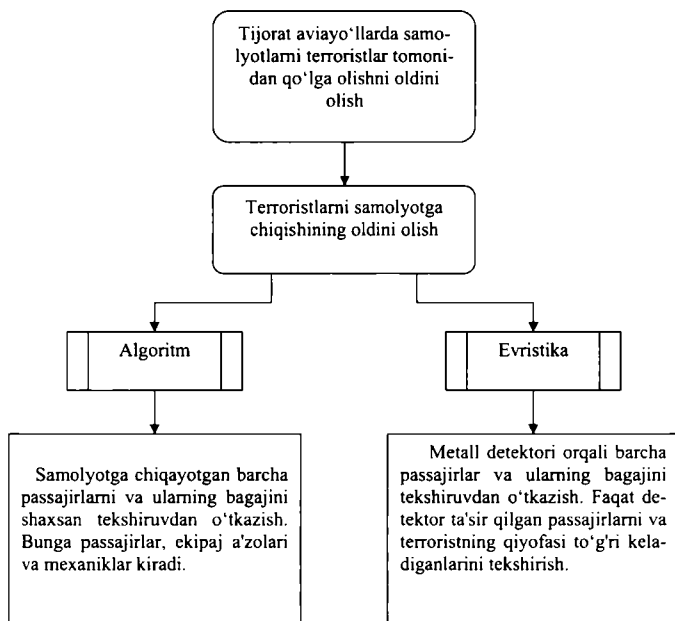 Tijorat aviayo‘llarda samo-
lyotlarni terroristlar tomoni-
dan qo‘lga olishni oldini
olish
Terroristlarni samolyotga
chiqishining oldini olish
Algoritm
Evristika
Samolyotga chiqayotgan barcha
passajirlarni va ularning bagajini
shaxsan tekshiruvdan o‘tkazish.
Bunga passajirlar, ekipaj a'zolari
va mexaniklar kiradi.
Metall detektori orqali barcha
passajirlar va ularning bagajini
tekshiruvdan o‘tkazish. Faqat de-
tektor ta'sir qilgan passajirlarni va
terroristning qiyofasi to‘g'ri kela-
diganlarini tekshirish.